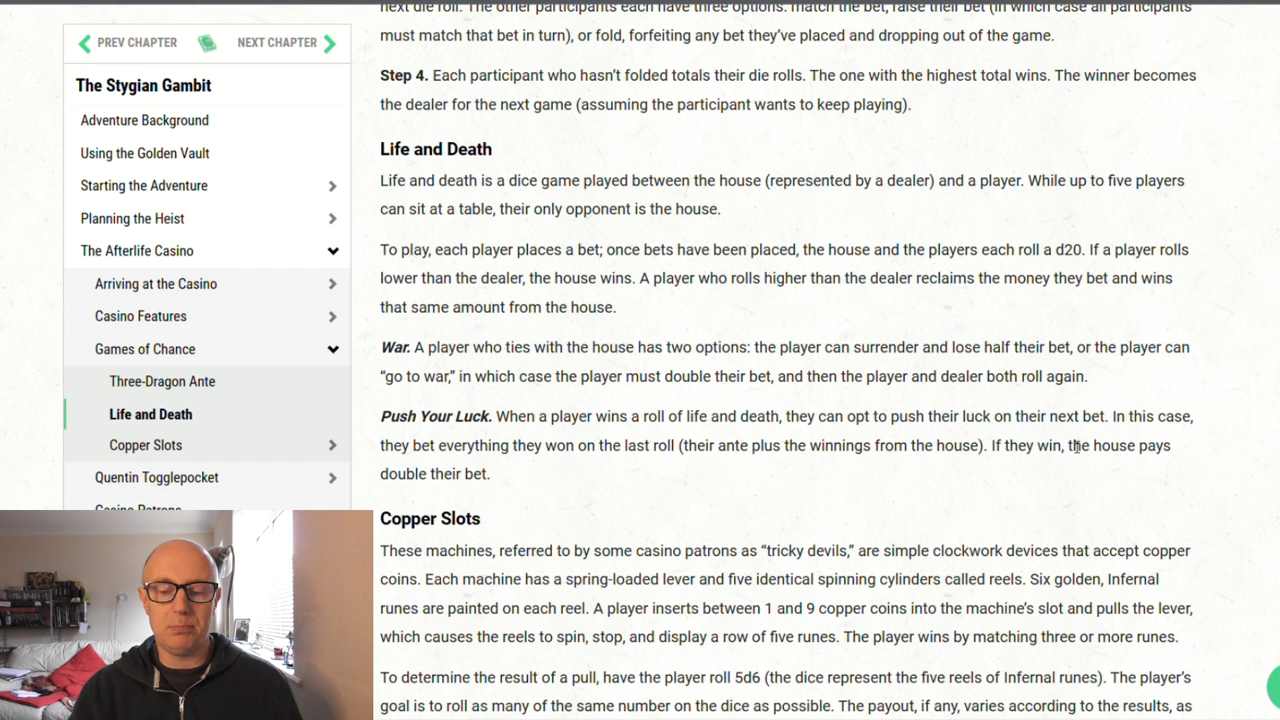 PREV CHAPTER
NEXT CHAPTER
The Stygian Gambit
Adventure Background
Using the Golden Vault
Starting the Adventure
Planning the Heist
The Afterlife Casino
Arriving at the Casino
Casino Features
Games of Chance
Three-Dragon Ante
Life and Death
Copper Slots
Quentin Togglepocket
Casino Patrons
next die roll. The other participants each have three options: match the bet, raise their bet (in which case all participants
must match that bet in turn), or fold, forfeiting any bet they've placed and dropping out of the game.
Step 4. Each participant who hasn't folded totals their die rolls. The one with the highest total wins. The winner becomes
the dealer for the next game (assuming the participant wants to keep playing).
Life and Death
Life and death is a dice game played between the house (represented by a dealer) and a player. While up to five players
can sit at a table, their only opponent is the house.
To play, each player places a bet; once bets have been placed, the house and the players each roll a d20. If a player rolls
lower than the dealer, the house wins. A player who rolls higher than the dealer reclaims the money they bet and wins
that same amount from the house.
War. A player who ties with the house has two options: the player can surrender and lose half their bet, or the player can
“go to war,” in which case the player must double their bet, and then the player and dealer both roll again.
Push Your Luck. When a player wins a roll of life and death, they can opt to push their luck on their next bet. In this case,
they bet everything they won on the last roll (their ante plus the winnings from the house). If they win, the house pays
double their bet.
Copper Slots
These machines, referred to by some casino patrons as “tricky devils,” are simple clockwork devices that accept copper
coins. Each machine has a spring-loaded lever and five identical spinning cylinders called reels. Six golden, Infernal
runes are painted on each reel. A player inserts between 1 and 9 copper coins into the machine's slot and pulls the lever,
which causes the reels to spin, stop, and display a row of five runes. The player wins by matching three or more runes.
To determine the result of a pull, have the player roll 5d6 (the dice represent the five reels of Infernal runes). The player's
goal is to roll as many of the same number on the dice as possible. The payout, if any, varies according to the results, as